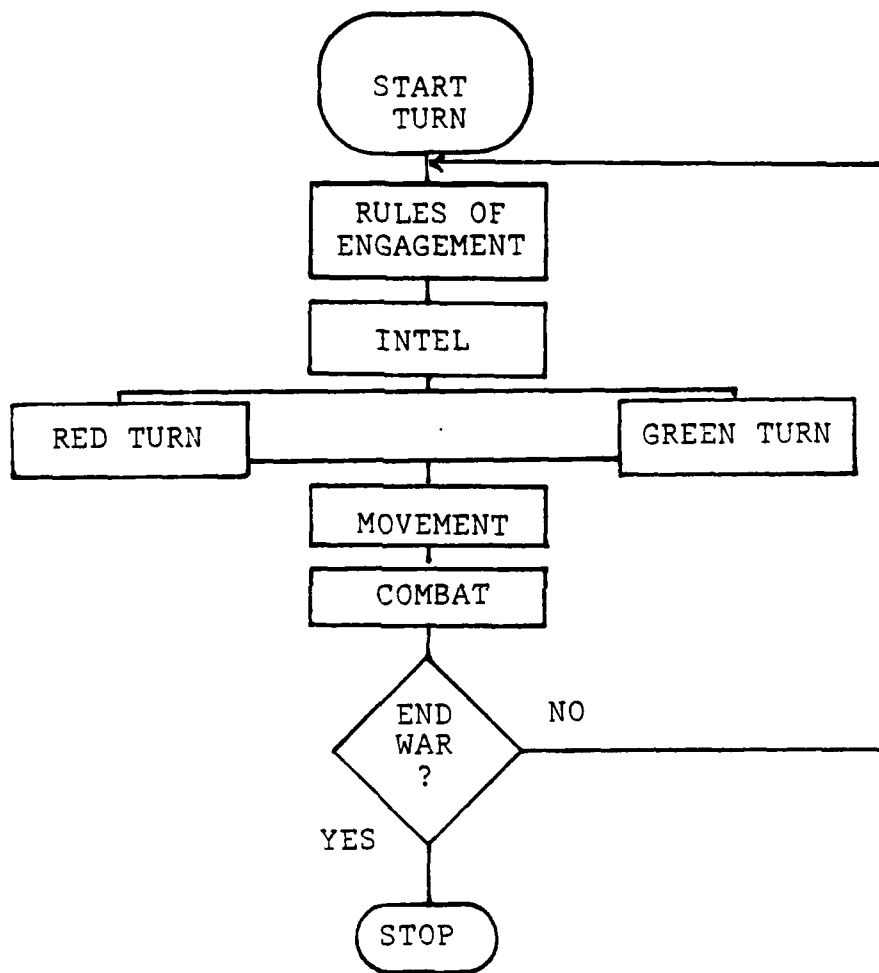 START
TURN
RULES OF
ENGAGEMENT
INTEL
RED TURN
GREEN TURN
MOVEMENT
COMBAT
END
WAR
?
NO
YES
STOP